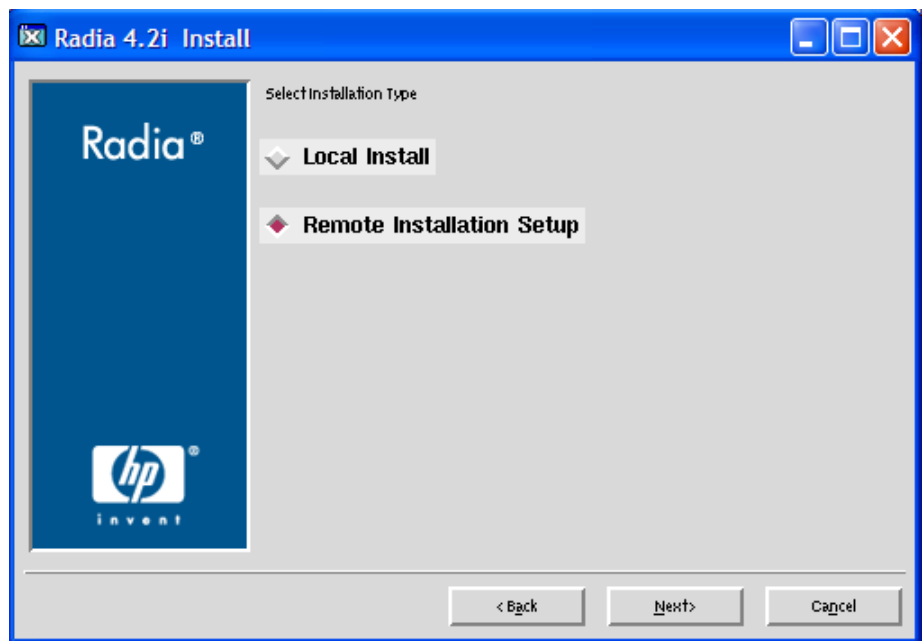 Radia 4.2i Install
Select Installation Type
Radia®
Local Install
Remote Installation Setup
hp®
invent
< Back
Next>
Cancel